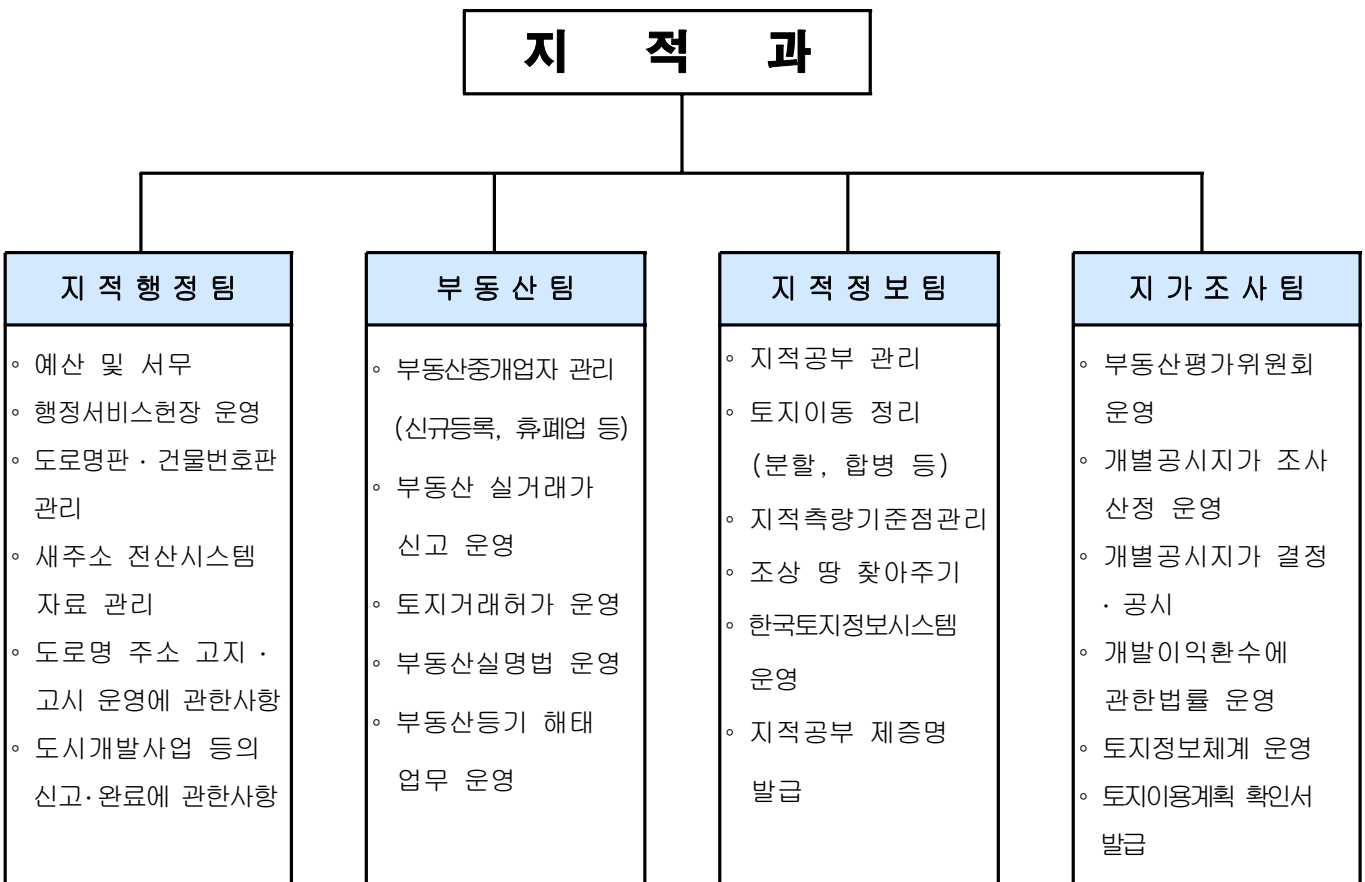 지 적 과
지적행정팀
◦ 예산 및 서무
◦ 행정서비스헌장 운영
◦ 도로명판 · 건물번호판
관리
◦ 새주소 전산시스템
자료 관리
◦ 도로명 주소 고지 ·
고시 운영에 관한사항
◦ 도시개발사업 등의
신고·완료에 관한사항
부동산팀
◦ 부동산중개업자 관리
(신규등록, 휴·폐업 등)
◦ 부동산 실거래가
신고 운영
◦ 토지거래허가 운영
◦ 부동산실명법 운영
◦ 부동산등기 해태
업무 운영
지적정보팀
◦ 지적공부 관리
◦ 토지이동 정리
(분할, 합병 등)
◦ 지적측량기준점관리
◦ 조상 땅 찾아주기
◦ 한국토지정보시스템
운영
◦ 지적공부 제증명
발급
지가조사팀
◦ 부동산평가위원회
운영
◦ 개별공시지가 조사
산정 운영
◦ 개별공시지가 결정
· 공시
◦ 개발이익환수에
관한법률 운영
◦ 토지정보체계 운영
◦ 토지이용계획 확인서
발급